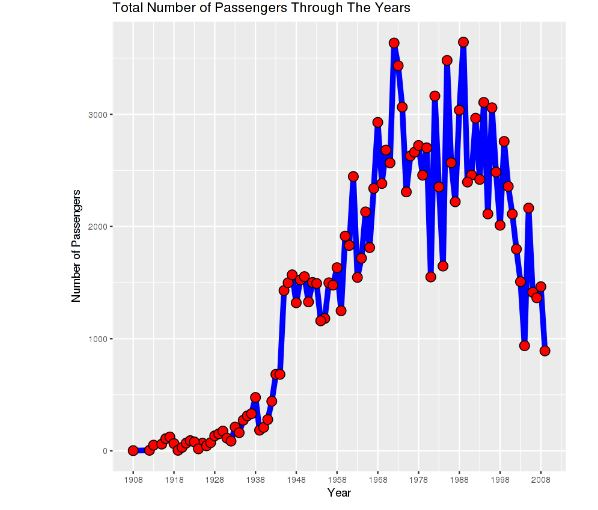 Total Number of Passengers Through The Years
Number of Passengers
3000
2000
1000
0
1908 1918 1928 1938 1948 1958 1968 1978 1988 1998 2008
Year